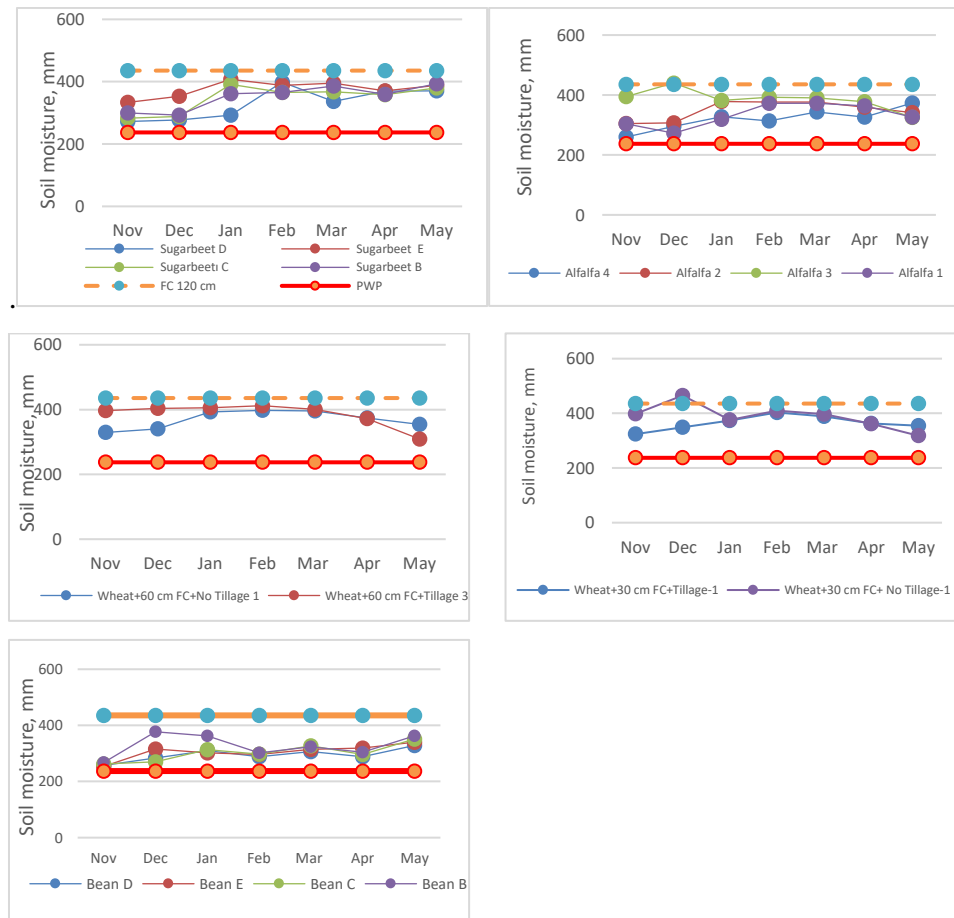 600
400
200
0
Soil moisture, mm
Nov Dec Jan Feb Mar Apr May
Sugarbeet D Sugarbeet E
Sugarbeetı C Sugarbeet B
FC 120 cm PWP
600
400
200
0
Soil moisture, mm
Nov Dec Jan Feb Mar Apr May
Alfalfa 4 Alfalfa 2 Alfalfa 3 Alfalfa 1
.
600
400
200
0
Soil moisture, mm
Nov Dec Jan Feb Mar Apr May
Wheat+60 cm FC+No Tillage 1 Wheat+60 cm FC+Tillage 3
600
400
200
0
Soil moisture, mm
Nov Dec Jan Feb Mar Apr May
Wheat+30 cm FC+Tillage-1 Wheat+30 cm FC+ No Tillage-1
600
400
200
0
Soil moisture, mm
Nov Dec Jan Feb Mar Apr May
Bean D Bean E Bean C Bean B